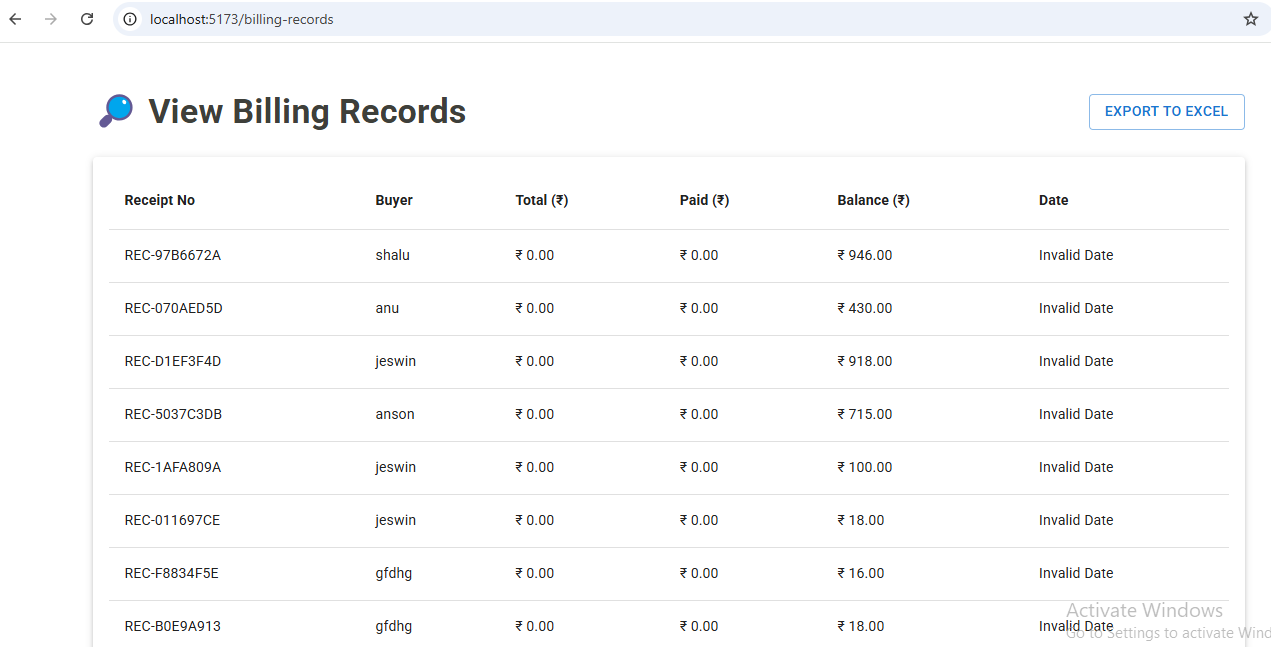 localhost:5173/billing-records
View Billing Records
EXPORT TO EXCEL
Receipt No Buyer Total (₹) Paid (₹) Balance (₹) Date
REC-97B6672A shalu ₹ 0.00 ₹ 0.00 ₹ 946.00 Invalid Date
REC-070AED5D anu ₹ 0.00 ₹ 0.00 ₹ 430.00 Invalid Date
REC-D1EF3F4D jeswin ₹ 0.00 ₹ 0.00 ₹ 918.00 Invalid Date
REC-5037C3DB anson ₹ 0.00 ₹ 0.00 ₹ 715.00 Invalid Date
REC-1AFA809A jeswin ₹ 0.00 ₹ 0.00 ₹ 100.00 Invalid Date
REC-011697CE jeswin ₹ 0.00 ₹ 0.00 ₹ 18.00 Invalid Date
REC-F8834F5E gfdhg ₹ 0.00 ₹ 0.00 ₹ 16.00 Invalid Date
REC-B0E9A913 gfdhg ₹ 0.00 ₹ 0.00 ₹ 18.00 Invalid Date
Activate Windows
Go to Settings to activate Wind